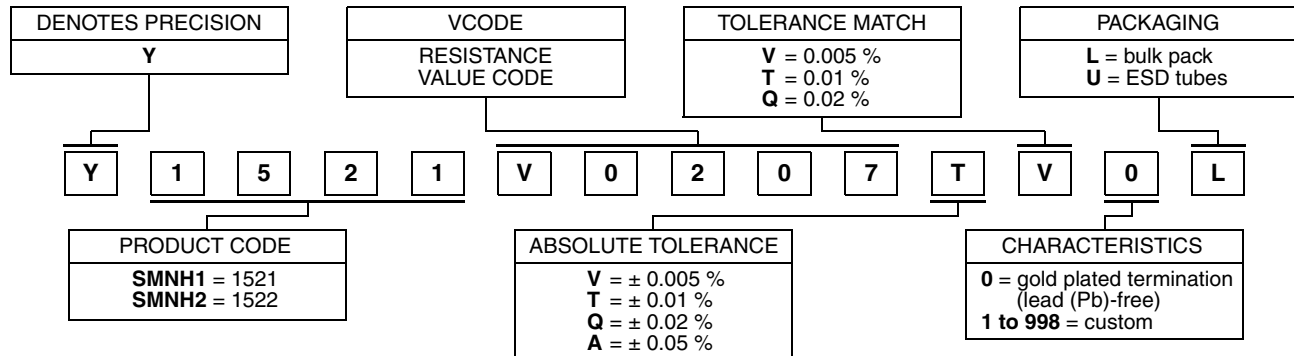 DENOTES PRECISION
Y
VCODE
RESISTANCE
VALUE CODE
TOLERANCE MATCH
V = 0.005 %
T = 0.01 %
Q = 0.02 %
PACKAGING
L = bulk pack
U = ESD tubes
Y 1 5 2 1 V 0 2 0 7 T V 0 L
PRODUCT CODE
SMNH1 = 1521
SMNH2 = 1522
ABSOLUTE TOLERANCE
V = ± 0.005 %
T = ± 0.01 %
Q = ± 0.02 %
A = ± 0.05 %
CHARACTERISTICS
0 = gold plated termination
(lead (Pb)-free)
1 to 998 = custom